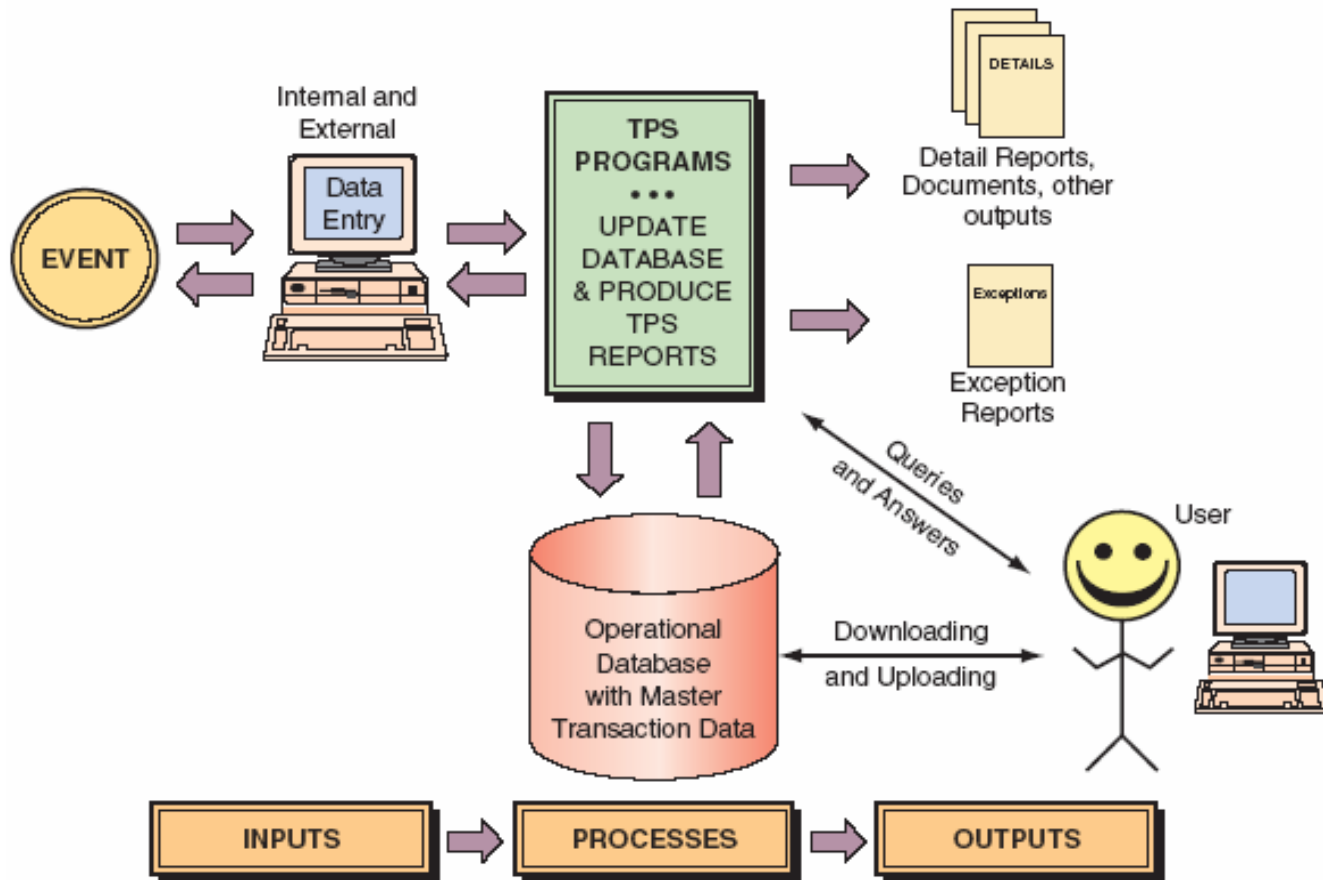 Internal and
External
Data
Entry
EVENT
TPS
PROGRAMS
•••
UPDATE
DATABASE
& PRODUCE
TPS
REPORTS
DETAILS
Detail Reports,
Documents, other
outputs
Exceptions
Exception
Reports
Queries
and Answers
User
Operational
Database
with Master
Transaction Data
Downloading
and Uploading
INPUTS
PROCESSES
OUTPUTS